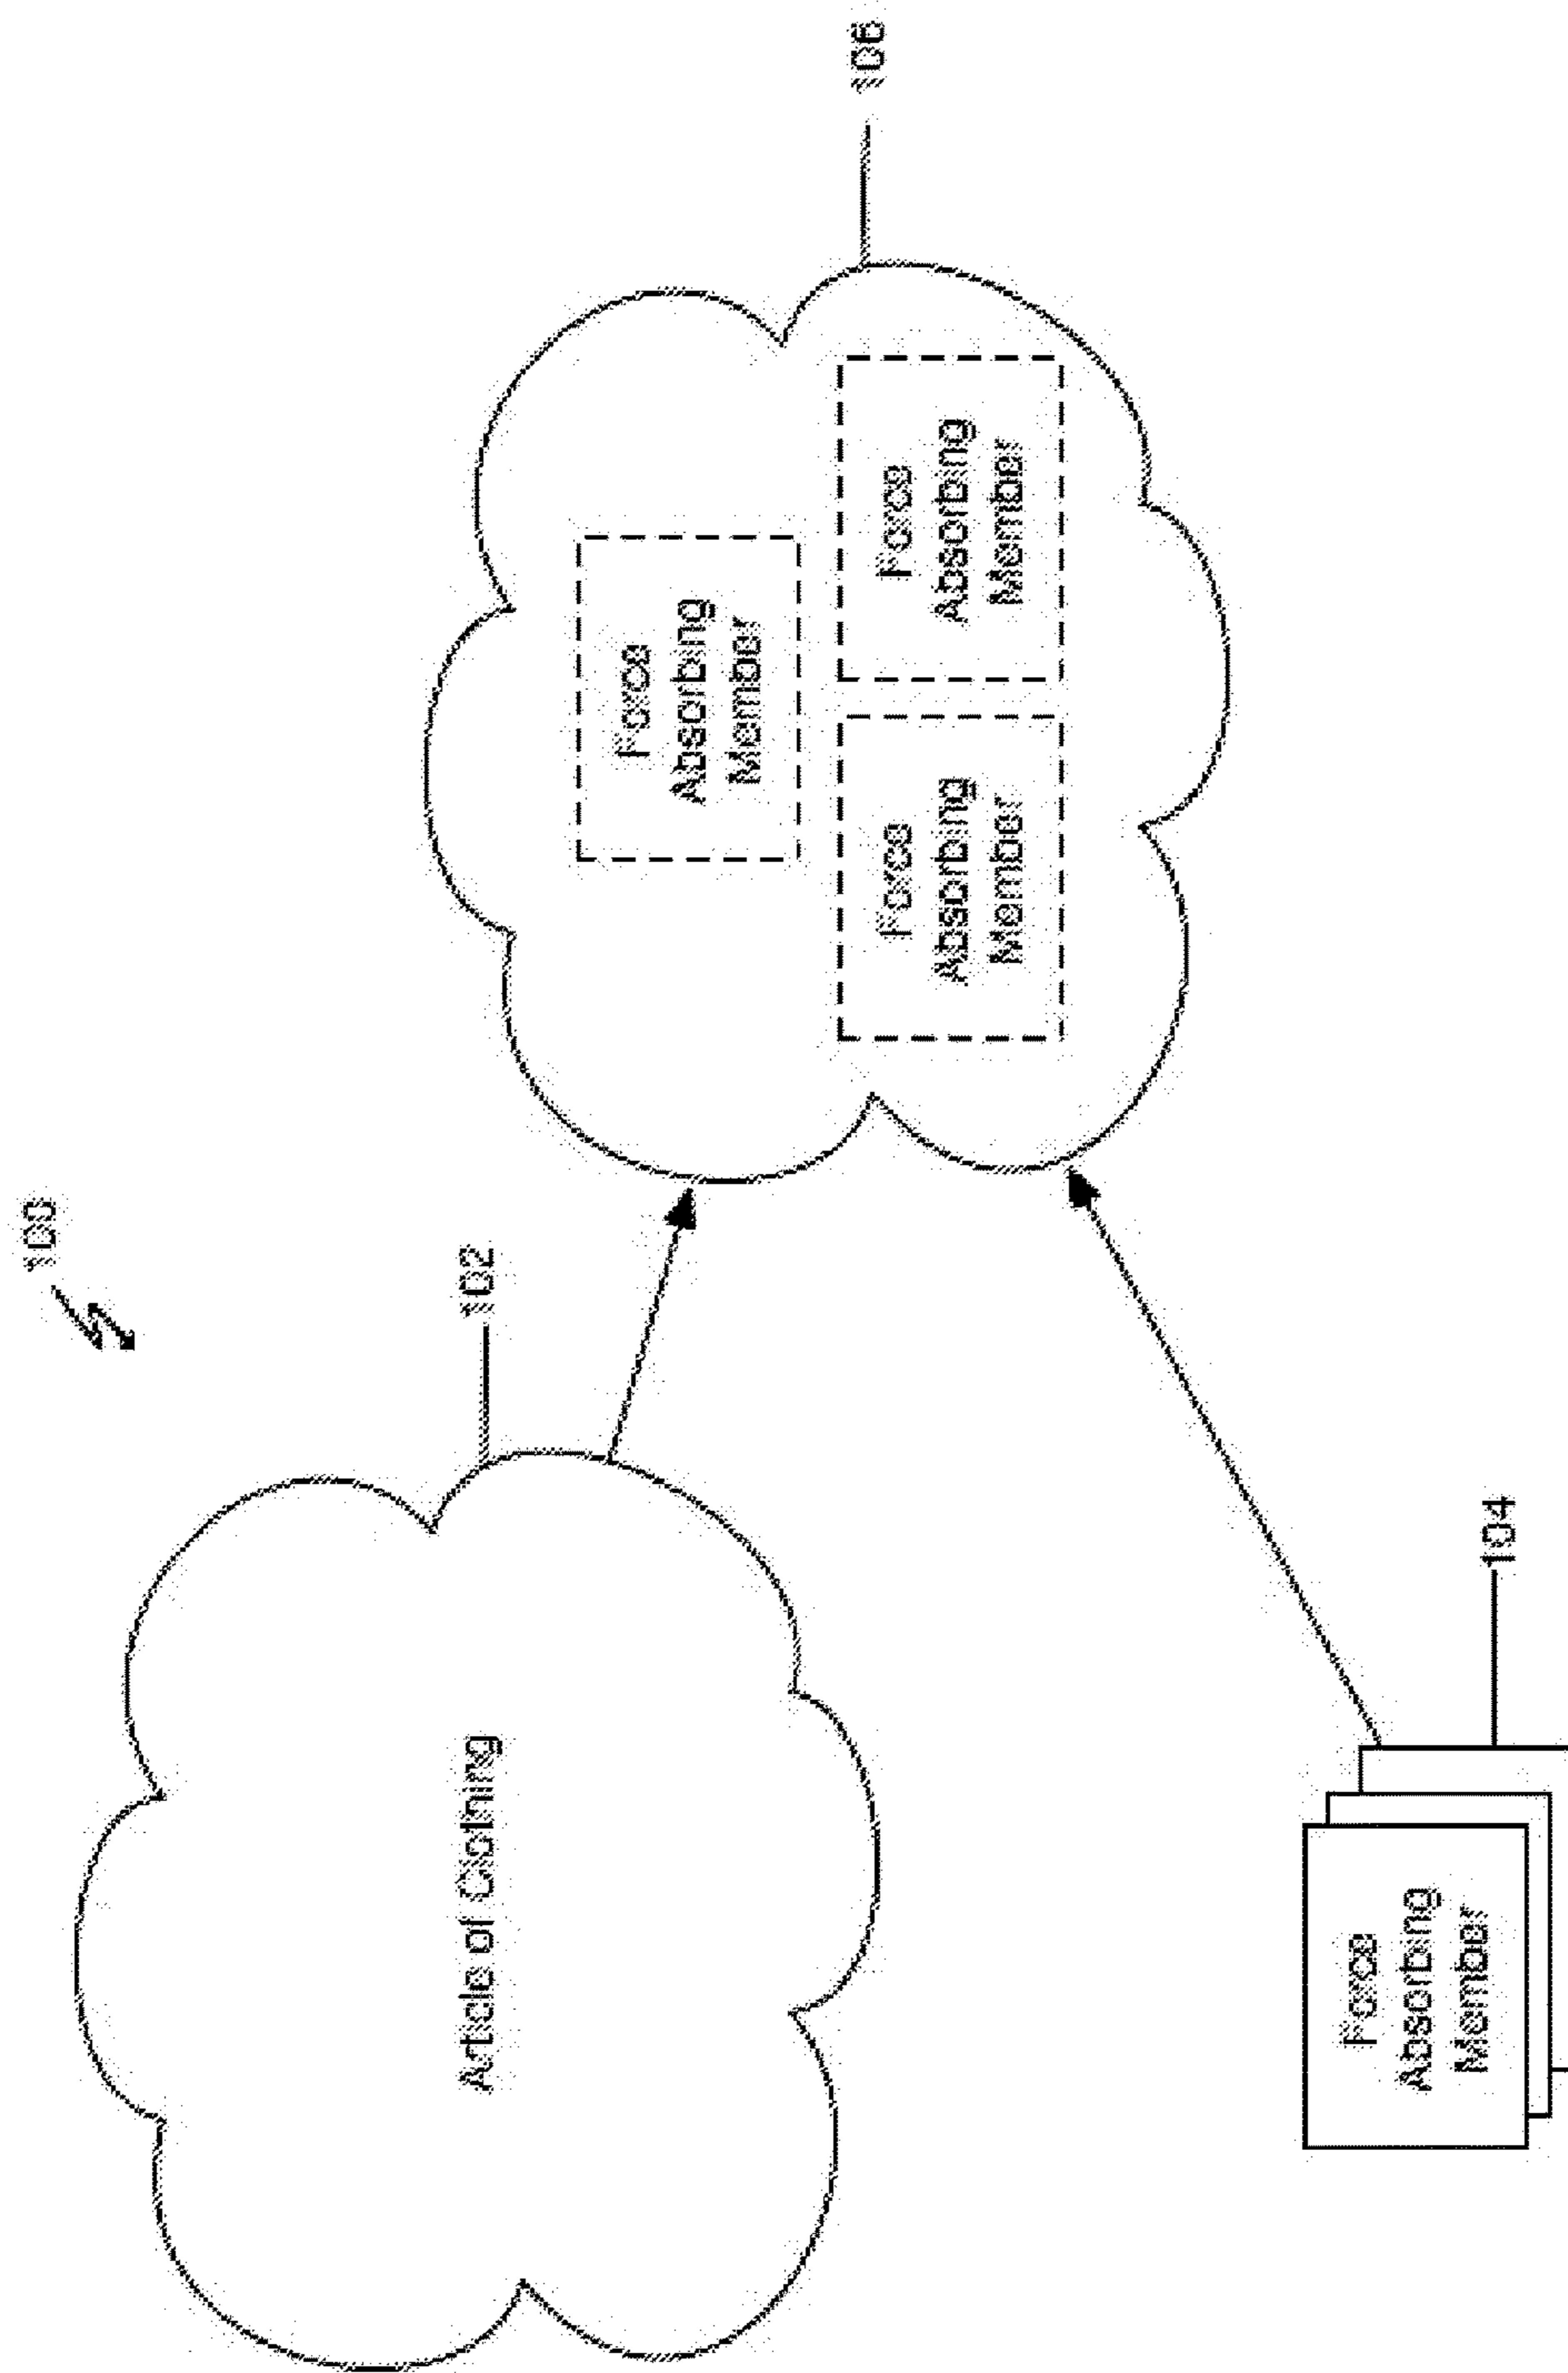 100
Article of Clothing
102
Force
Absorbing
Member
104
Force
Absorbing
Member
Force
Absorbing
Member
Force
Absorbing
Member
106